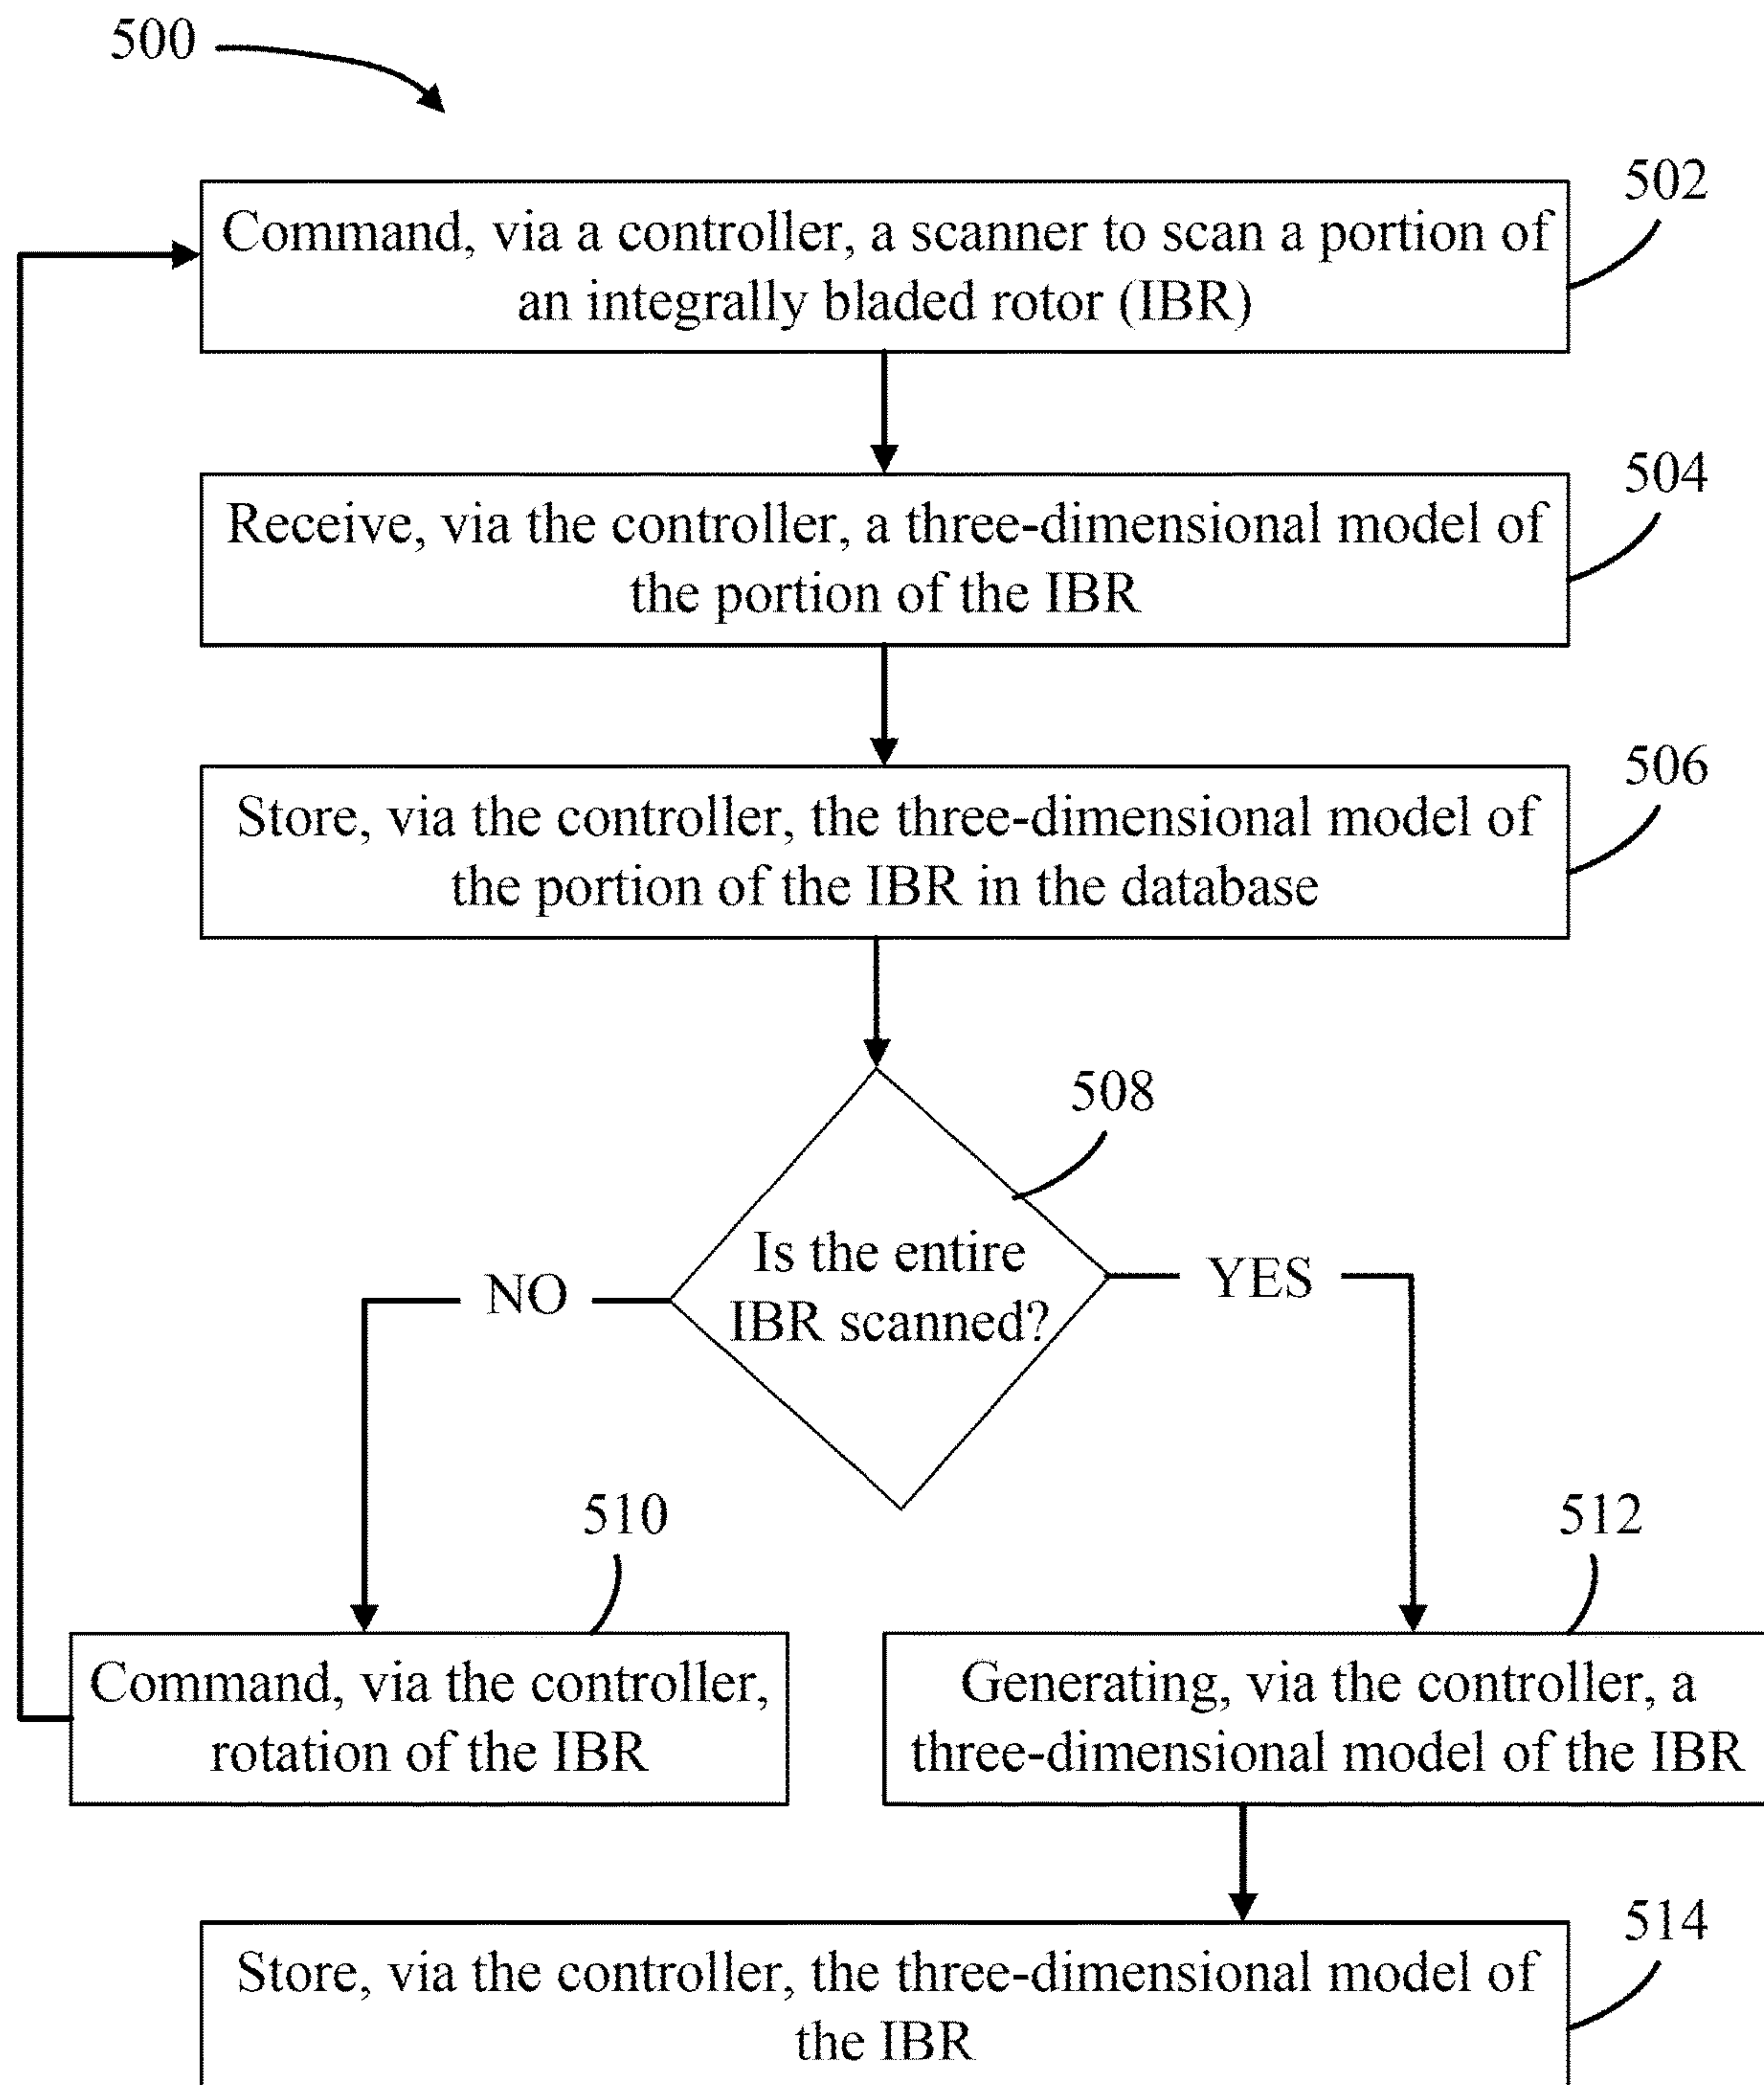 500
502
Command, via a controller, a scanner to scan a portion of
an integrally bladed rotor (IBR)
504
Receive, via the controller, a three-dimensional model of
the portion of the IBR
506
Store, via the controller, the three-dimensional model of
the portion of the IBR in the database
508
Is the entire
IBR scanned?
NO
YES
510
Command, via the controller,
rotation of the IBR
512
Generating, via the controller, a
three-dimensional model of the IBR
514
Store, via the controller, the three-dimensional model of
the IBR